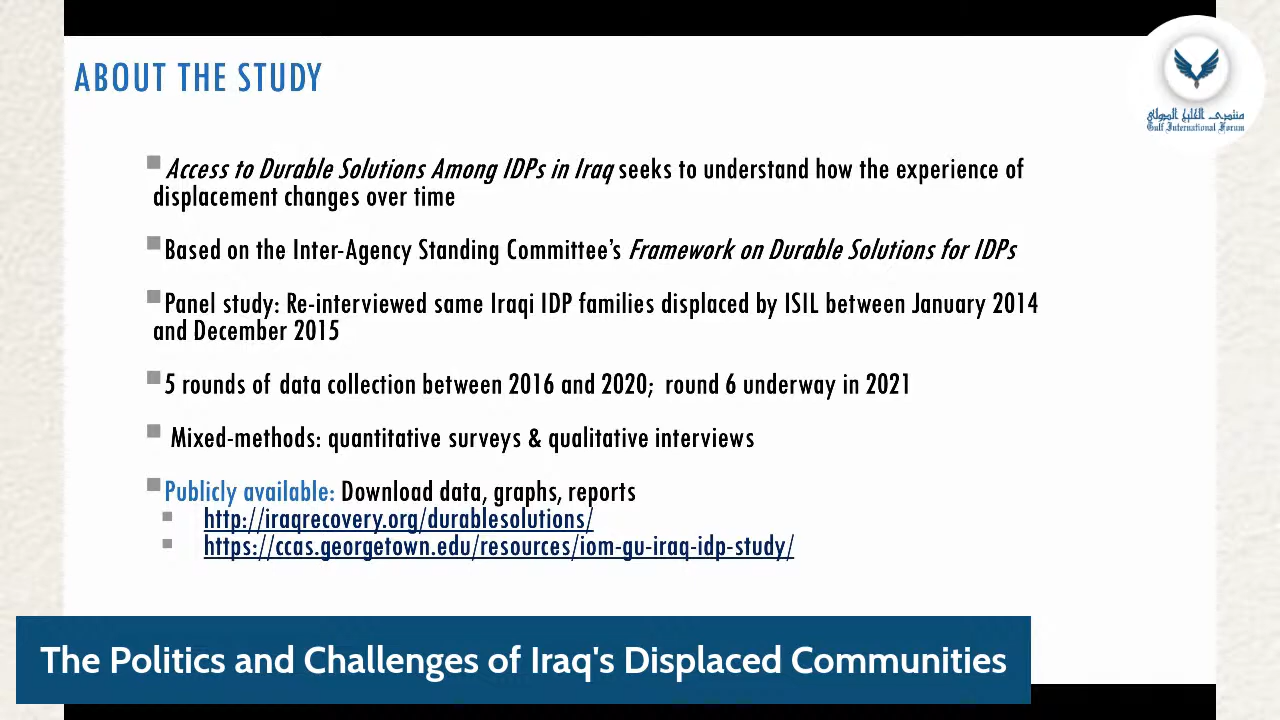 ABOUT THE STUDY
منتدى الخليج الدولي
Gulf International Forum
Access to Durable Solutions Among IDPs in Iraq seeks to understand how the experience of
displacement changes over time
Based on the Inter-Agency Standing Committee's Framework on Durable Solutions for IDPs
Panel study: Re-interviewed same Iraqi IDP families displaced by ISIL between January 2014
and December 2015
5 rounds of data collection between 2016 and 2020; round 6 underway in 2021
Mixed-methods: quantitative surveys & qualitative interviews
Publicly available: Download data, graphs, reports
http://iraqrecovery.org/durablesolutions/
https://ccas.georgetown.edu/resources/iom-gu-iraq-idp-study/
The Politics and Challenges of Iraq's Displaced Communities